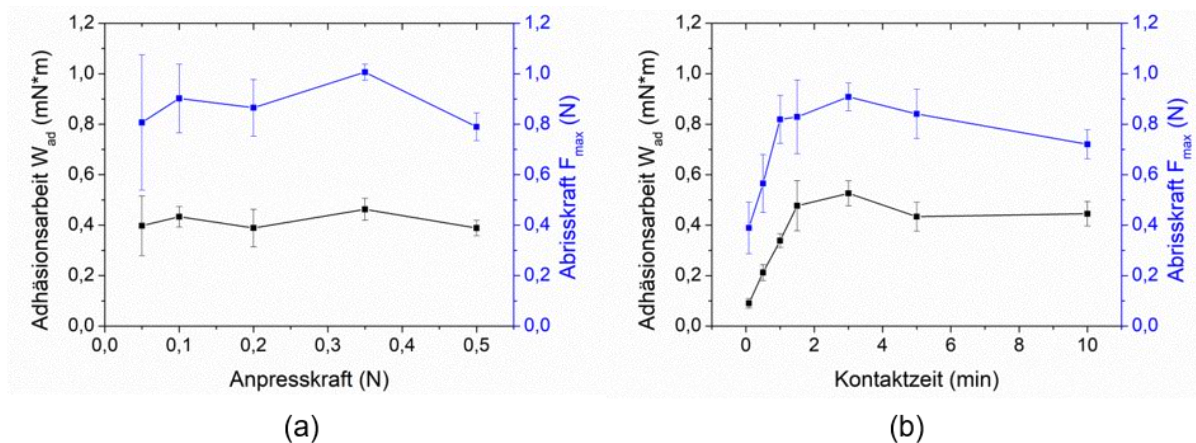 Adhäsionsarbeit W_ad (mN*m)
1,2
1,0
0,8
0,6
0,4
0,2
0,0
0,0 0,1 0,2 0,3 0,4 0,5
Anpresskraft (N)
1,2
1,0
0,8
0,6
0,4
0,2
0,0
Abrisskraft F_max (N)
(a)
Adhäsionsarbeit W_ad (mN*m)
1,2
1,0
0,8
0,6
0,4
0,2
0,0
0 2 4 6 8 10
Kontaktzeit (min)
1,2
1,0
0,8
0,6
0,4
0,2
0,0
Abrisskraft F_max (N)
(b)